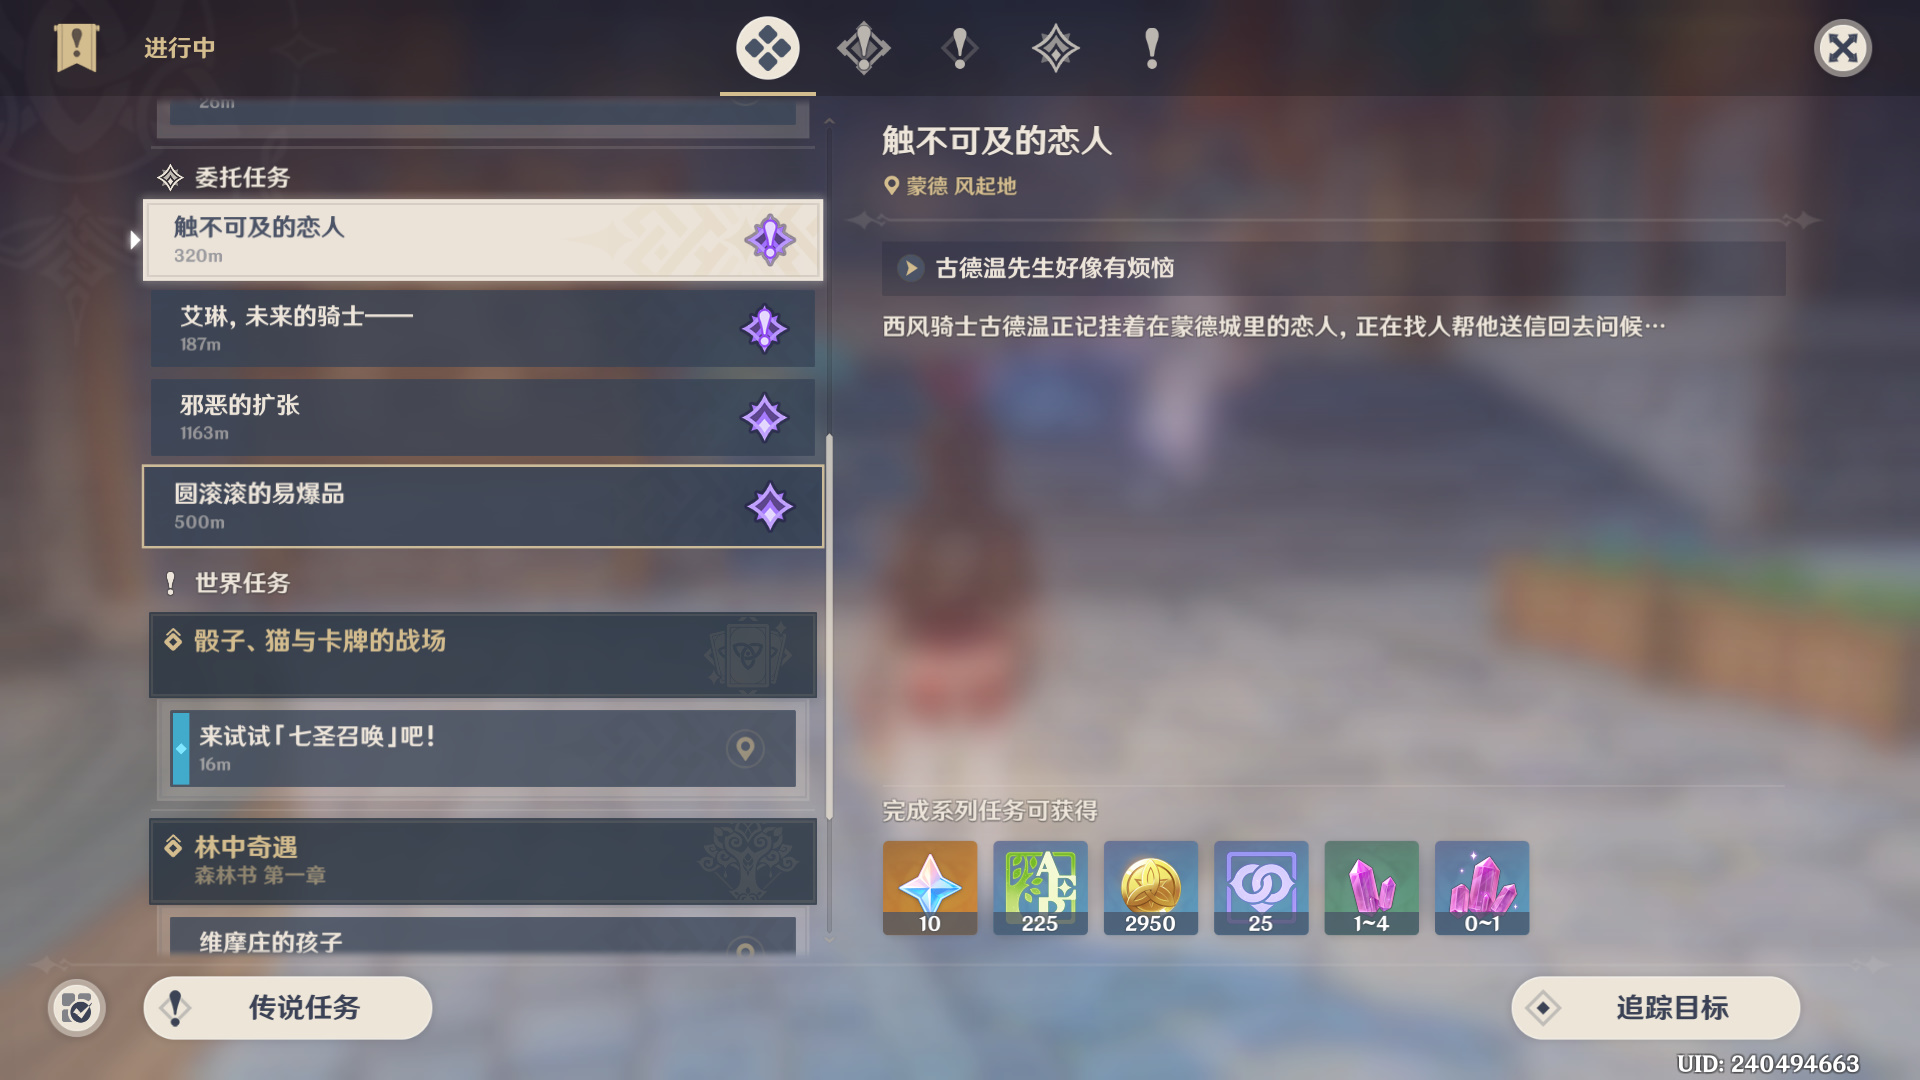 进行中
26m
委托任务
触不可及的恋人
320m
艾琳，未来的骑士——
187m
邪恶的扩张
1163m
圆滚滚的易爆品
500m
世界任务
骰子、猫与卡牌的战场
来试试「七圣召唤」吧！
16m
林中奇遇
森林书 第一章
维摩庄的孩子
传说任务
触不可及的恋人
蒙德 风起地
古德温先生好像有烦恼
西风骑士古德温正记挂着在蒙德城里的恋人，正在找人帮他送信回去问候…
完成系列任务可获得
10
225
2950
25
1~4
0~1
追踪目标
UID: 240494663